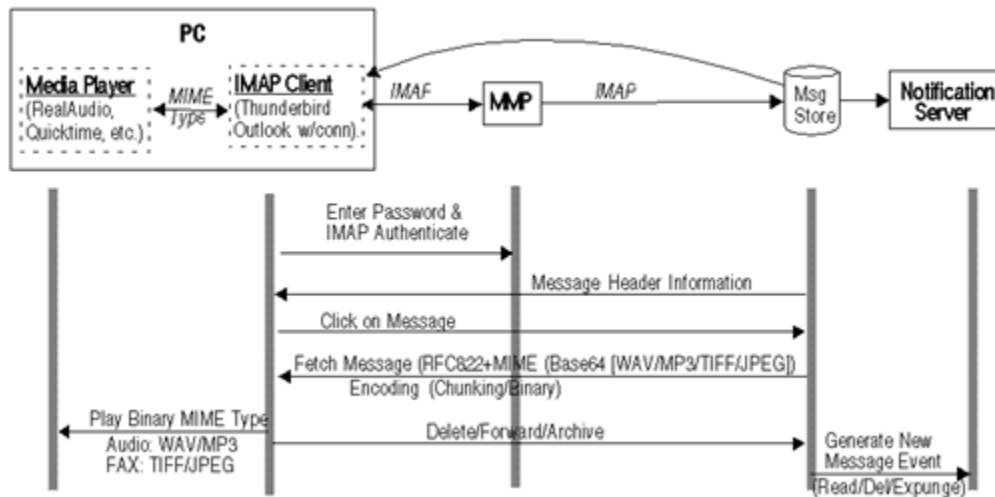 PC
Media Player
(RealAudio,
Quicktime, etc.)
MIME
Type
IMAP Client
(Thunderbird
Outlook w/conn).
IMAP
MMP
IMAP
Msg
Store
Notification
Server
Enter Password &
IMAP Authenticate
Message Header Information
Click on Message
Fetch Message (RFC822+MIME (Base64 [WAV/MP3/TIFF/JPEG])
Encoding (Chunking/Binary)
Play Binary MIME Type
Audio: WAV/MP3
FAX: TIFF/JPEG
Delete/Forward/Archive
Generate New
Message Event
(Read/Del/Expunge)